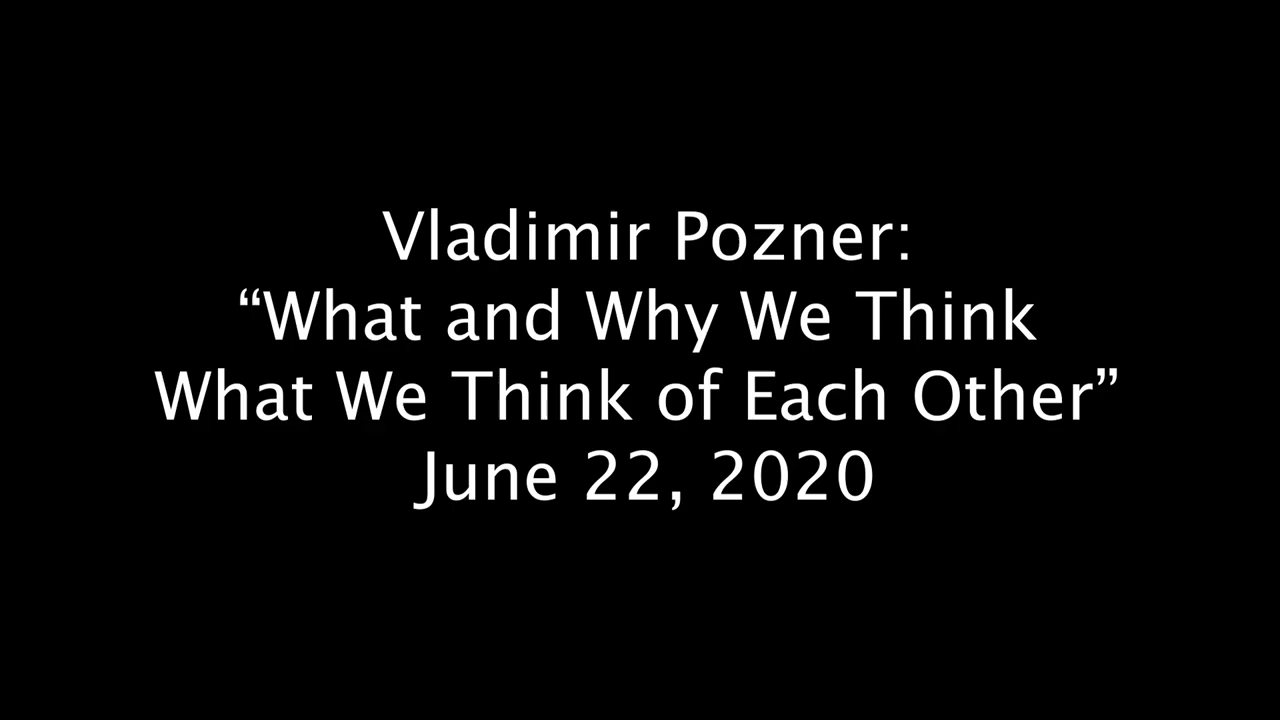 Vladimir Pozner:
“What and Why We Think
What We Think of Each Other”
June 22, 2020